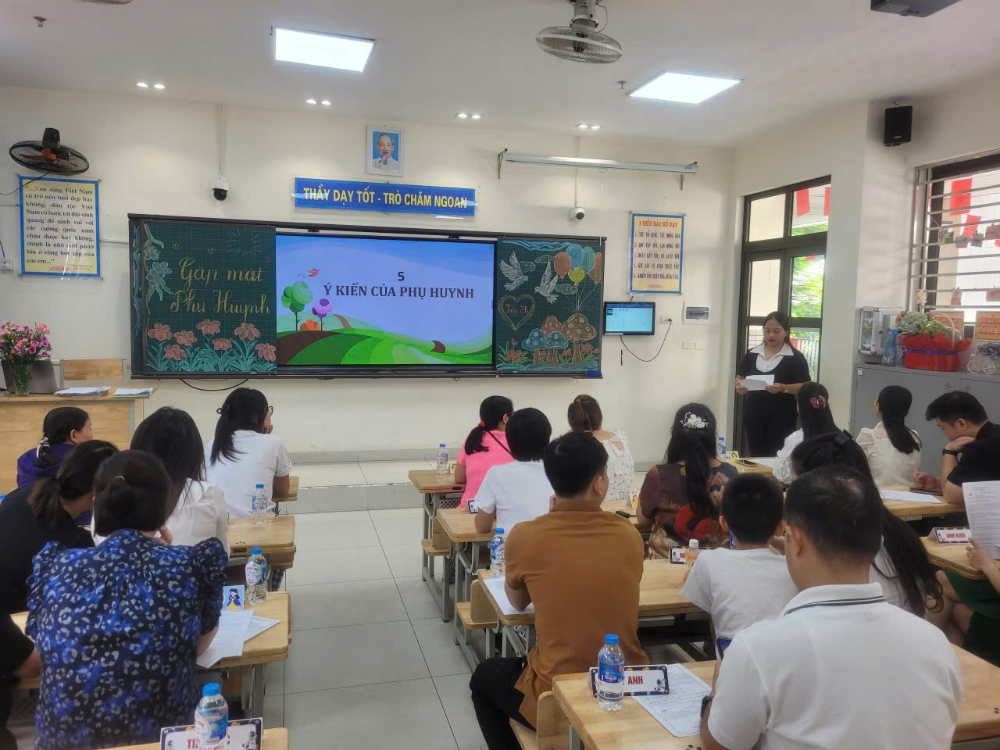 "...Non sông Việt Nam
có trở nên tươi đẹp hay
không, dân tộc Việt
Nam có bước tới đài vinh
quang để sánh vai với
các cường quốc năm
châu được hay không,
chính là nhờ một phần
lớn ở công học tập của
các em..."
THẦY DẠY TỐT - TRÒ CHĂM NGOAN
Gặp mặt
Phụ Huynh
5
Ý KIẾN CỦA PHỤ HUYNH
5 ĐIỀU BÁC HỒ DẠY
1. YÊU TỔ QUỐC, YÊU ĐỒNG BÀO
2. HỌC TẬP TỐT, LAO ĐỘNG TỐT
3. ĐOÀN KẾT TỐT, KỶ LUẬT TỐT
4. GIỮ GÌN VỆ SINH THẬT TỐT
5. KHIÊM TỐN, THẬT THÀ, DŨNG CẢM.
ANH KHÔI
ANH